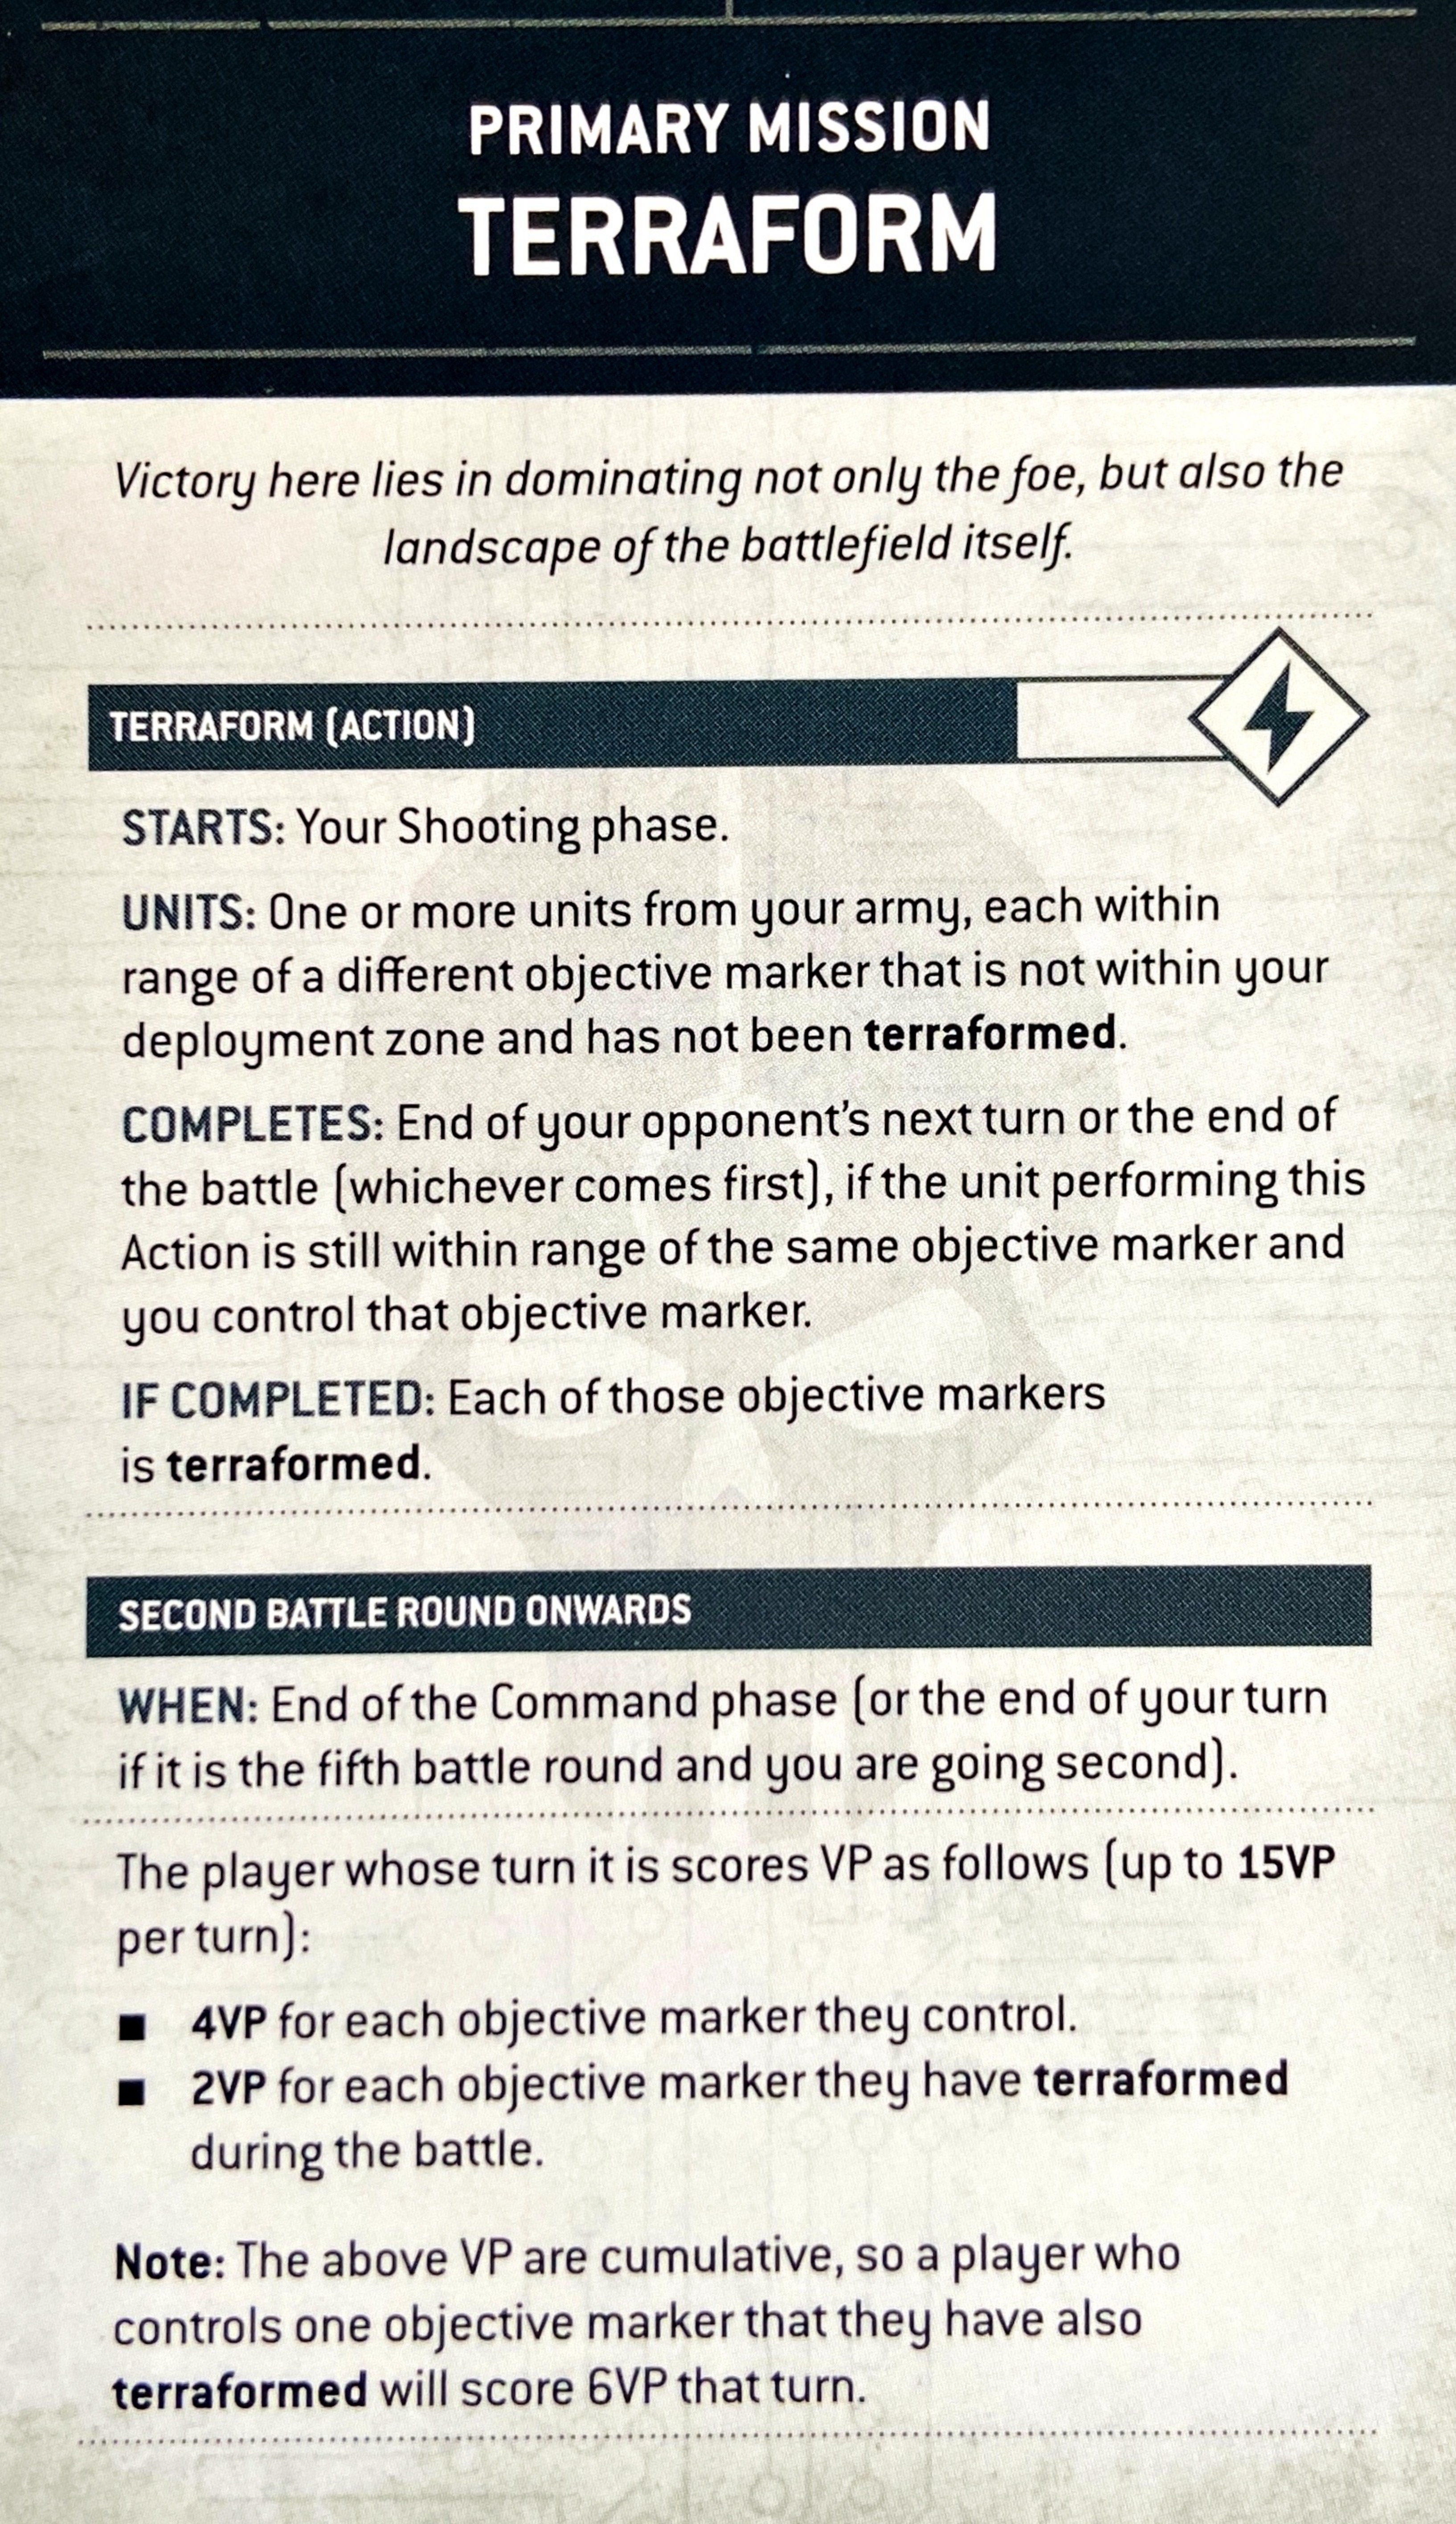 PRIMARY MISSION
TERRAFORM
Victory here lies in dominating not only the foe, but also the
landscape of the battlefield itself.
TERRAFORM (ACTION)
STARTS: Your Shooting phase.
UNITS: One or more units from your army, each within
range of a different objective marker that is not within your
deployment zone and has not been terraformed.
COMPLETES: End of your opponent's next turn or the end of
the battle (whichever comes first), if the unit performing this
Action is still within range of the same objective marker and
you control that objective marker.
IF COMPLETED: Each of those objective markers
is terraformed.
SECOND BATTLE ROUND ONWARDS
WHEN: End of the Command phase (or the end of your turn
if it is the fifth battle round and you are going second).
The player whose turn it is scores VP as follows (up to 15VP
per turn):
■ 4VP for each objective marker they control.
■ 2VP for each objective marker they have terraformed
during the battle.
Note: The above VP are cumulative, so a player who
controls one objective marker that they have also
terraformed will score 6VP that turn.